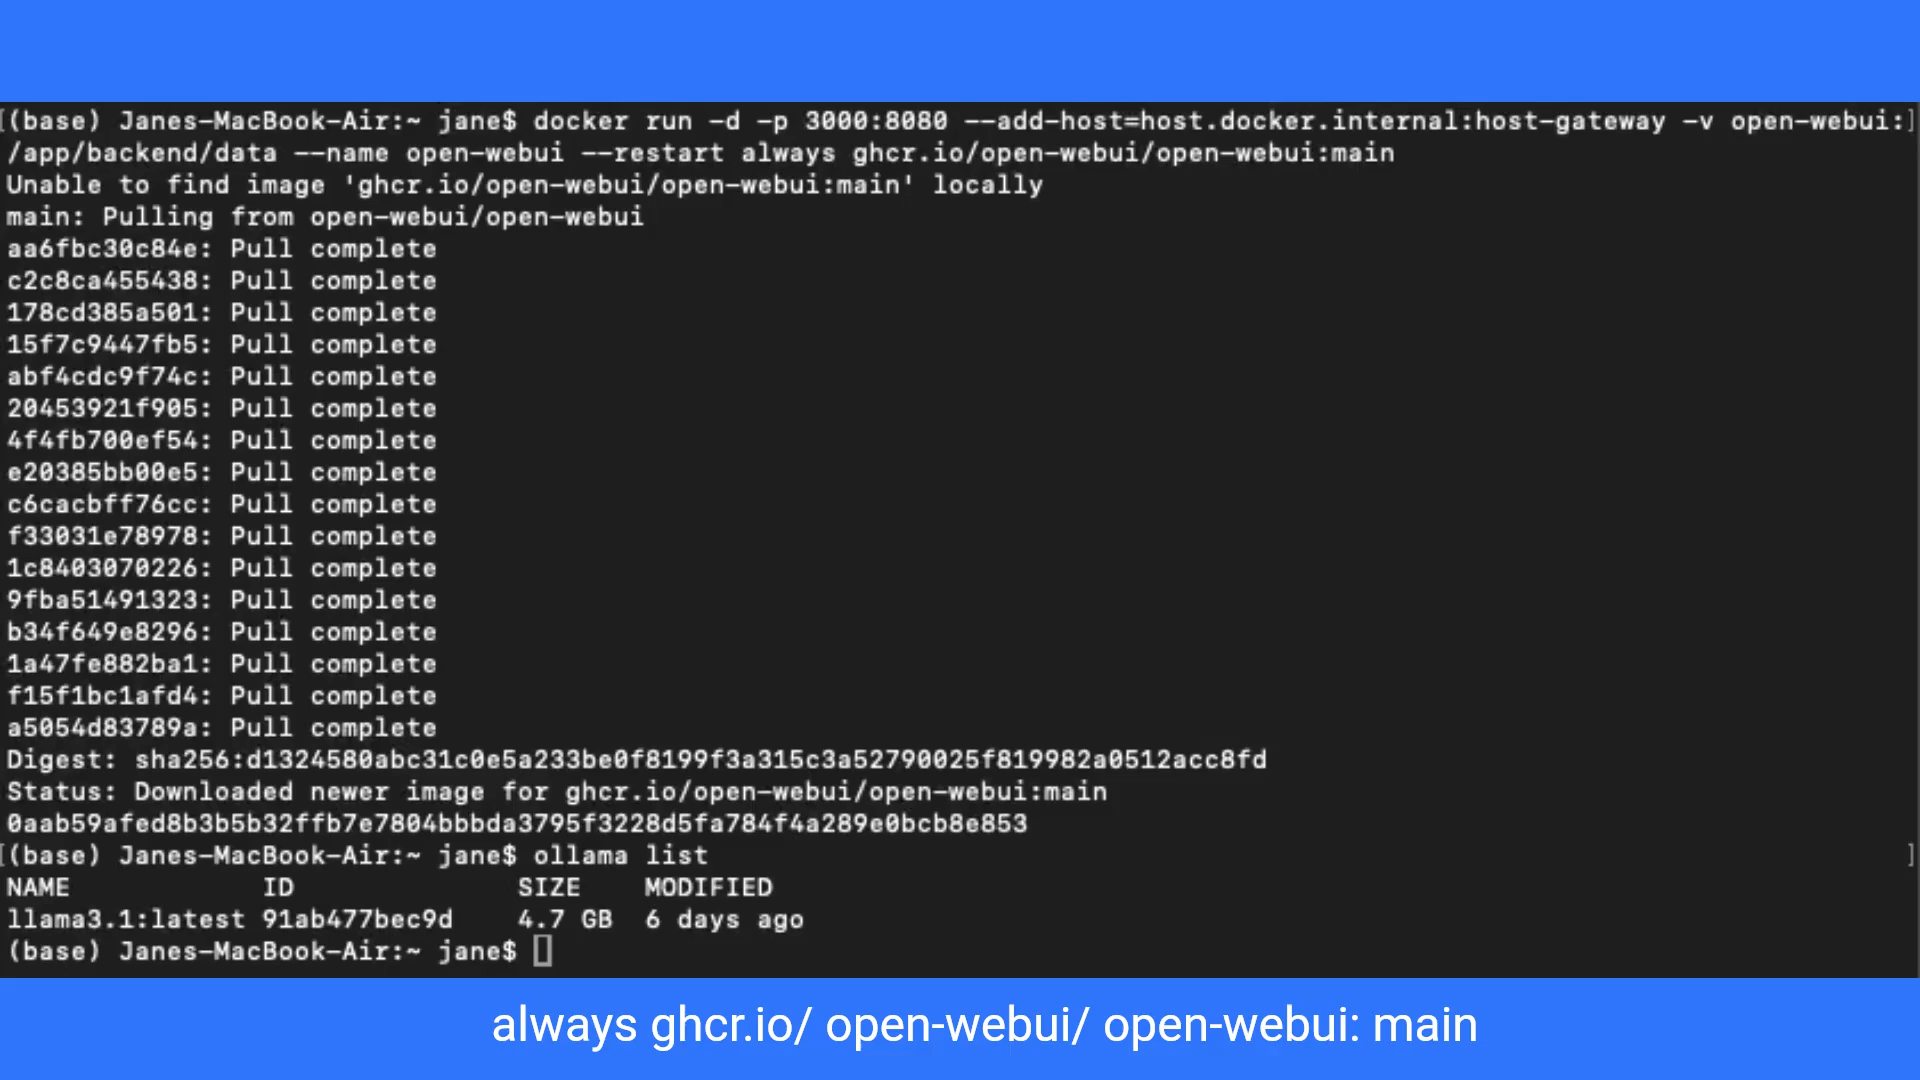 [(base) Janes-MacBook-Air:~ jane$ docker run -d -p 3000:8080 --add-host=host.docker.internal:host-gateway -v open-webui:]
/app/backend/data --name open-webui --restart always ghcr.io/open-webui/open-webui:main
Unable to find image 'ghcr.io/open-webui/open-webui:main' locally
main: Pulling from open-webui/open-webui
aa6fbc30c84e: Pull complete
c2c8ca455438: Pull complete
178cd385a501: Pull complete
15f7c9447fb5: Pull complete
abf4cdc9f74c: Pull complete
20453921f905: Pull complete
4f4fb700ef54: Pull complete
e20385bb00e5: Pull complete
c6cacbff76cc: Pull complete
f33031e78978: Pull complete
1c8403070226: Pull complete
9fba51491323: Pull complete
b34f649e8296: Pull complete
1a47fe882ba1: Pull complete
f15f1bc1afd4: Pull complete
a5054d83789a: Pull complete
Digest: sha256:d1324580abc31c0e5a233be0f8199f3a315c3a52790025f819982a0512acc8fd
Status: Downloaded newer image for ghcr.io/open-webui/open-webui:main
0aab59afed8b3b5b32ffb7e7804bbbda3795f3228d5fa784f4a289e0bcb8e853
[(base) Janes-MacBook-Air:~ jane$ ollama list ]
NAME ID SIZE MODIFIED
llama3.1:latest 91ab477bec9d 4.7 GB 6 days ago
(base) Janes-MacBook-Air:~ jane$
always ghcr.io/ open-webui/ open-webui: main